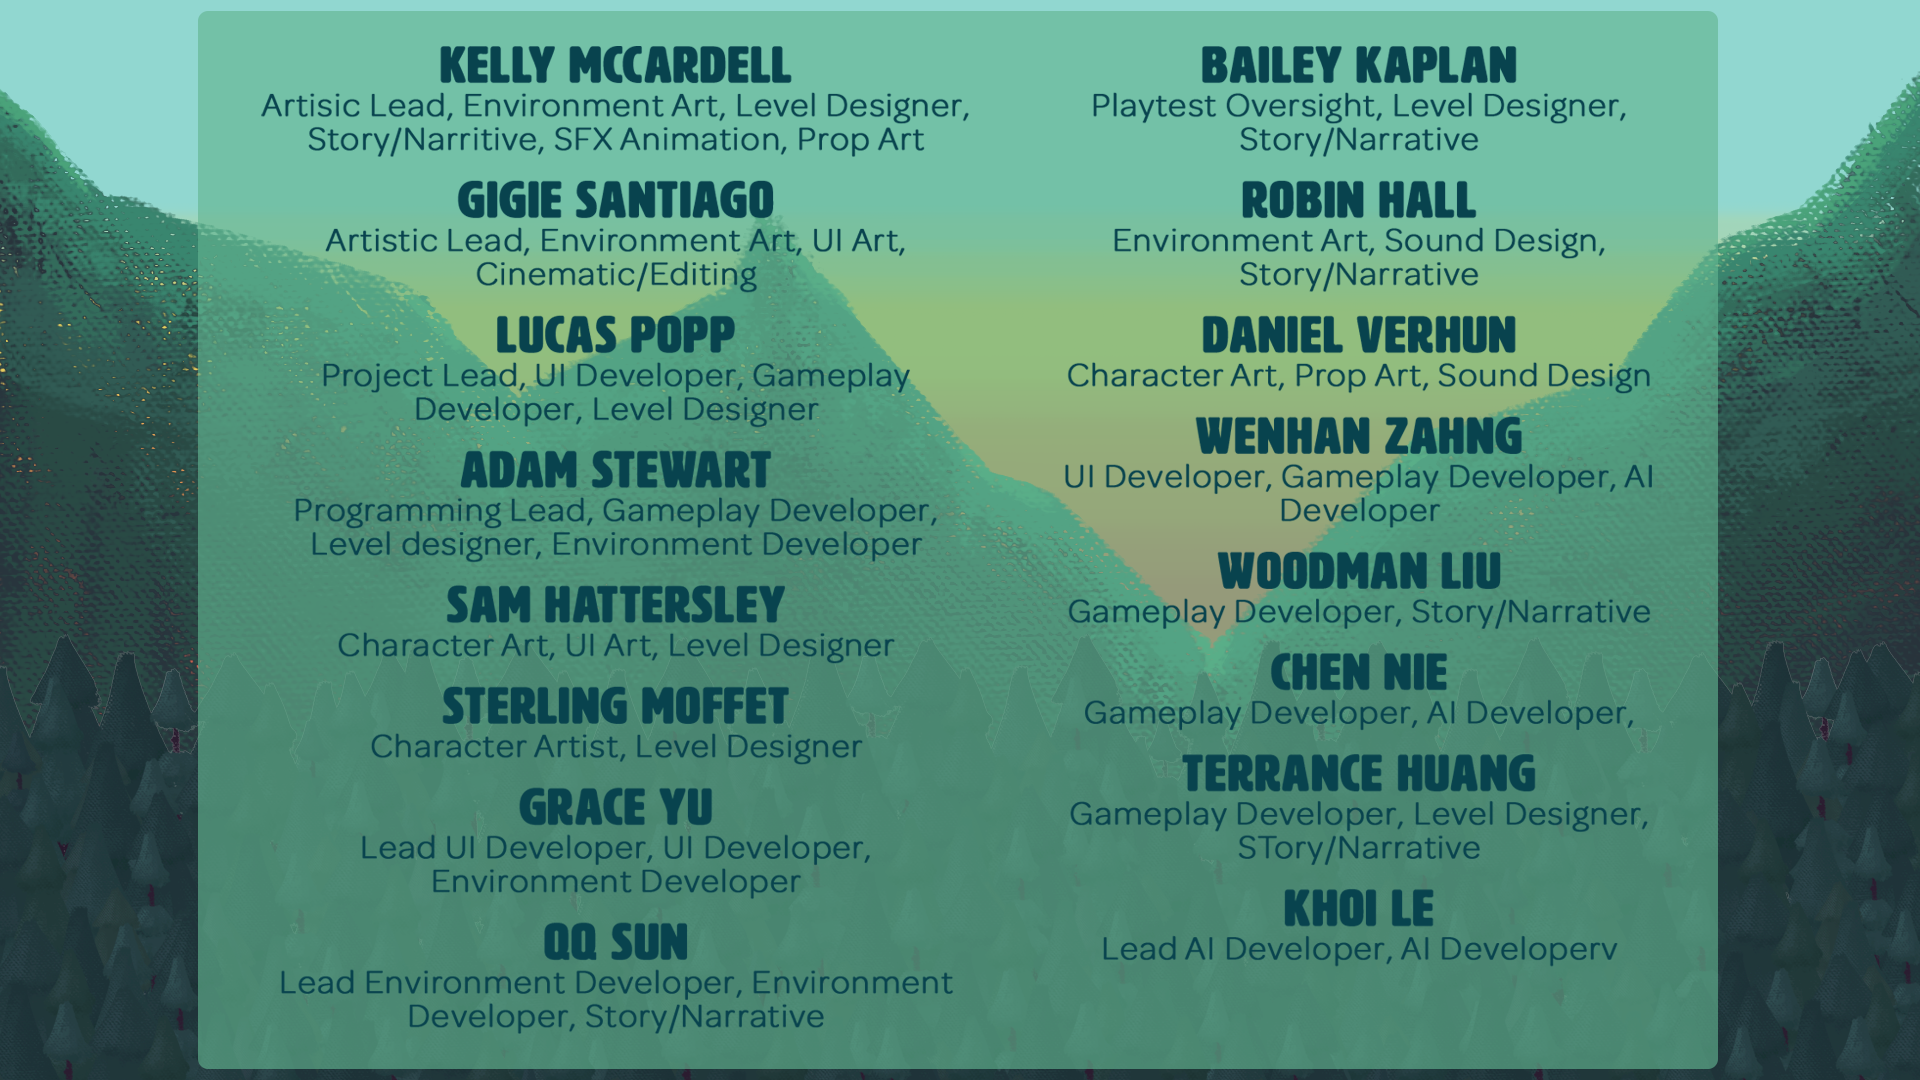 KELLY MCCARDELL
Artisic Lead, Environment Art, Level Designer,
Story/Narritive, SFX Animation, Prop Art
GIGIE SANTIAGO
Artistic Lead, Environment Art, UI Art,
Cinematic/Editing
LUCAS POPP
Project Lead, UI Developer, Gameplay
Developer, Level Designer
ADAM STEWART
Programming Lead, Gameplay Developer,
Level designer, Environment Developer
SAM HATTERSLEY
Character Art, UI Art, Level Designer
STERLING MOFFET
Character Artist, Level Designer
GRACE YU
Lead UI Developer, UI Developer,
Environment Developer
QQ SUN
Lead Environment Developer, Environment
Developer, Story/Narrative
BAILEY KAPLAN
Playtest Oversight, Level Designer,
Story/Narrative
ROBIN HALL
Environment Art, Sound Design,
Story/Narrative
DANIEL VERHUN
Character Art, Prop Art, Sound Design
WENHAN ZAHNG
UI Developer, Gameplay Developer, AI
Developer
WOODMAN LIU
Gameplay Developer, Story/Narrative
CHEN NIE
Gameplay Developer, AI Developer,
TERRANCE HUANG
Gameplay Developer, Level Designer,
STory/Narrative
KHOI LE
Lead AI Developer, AI Developerv